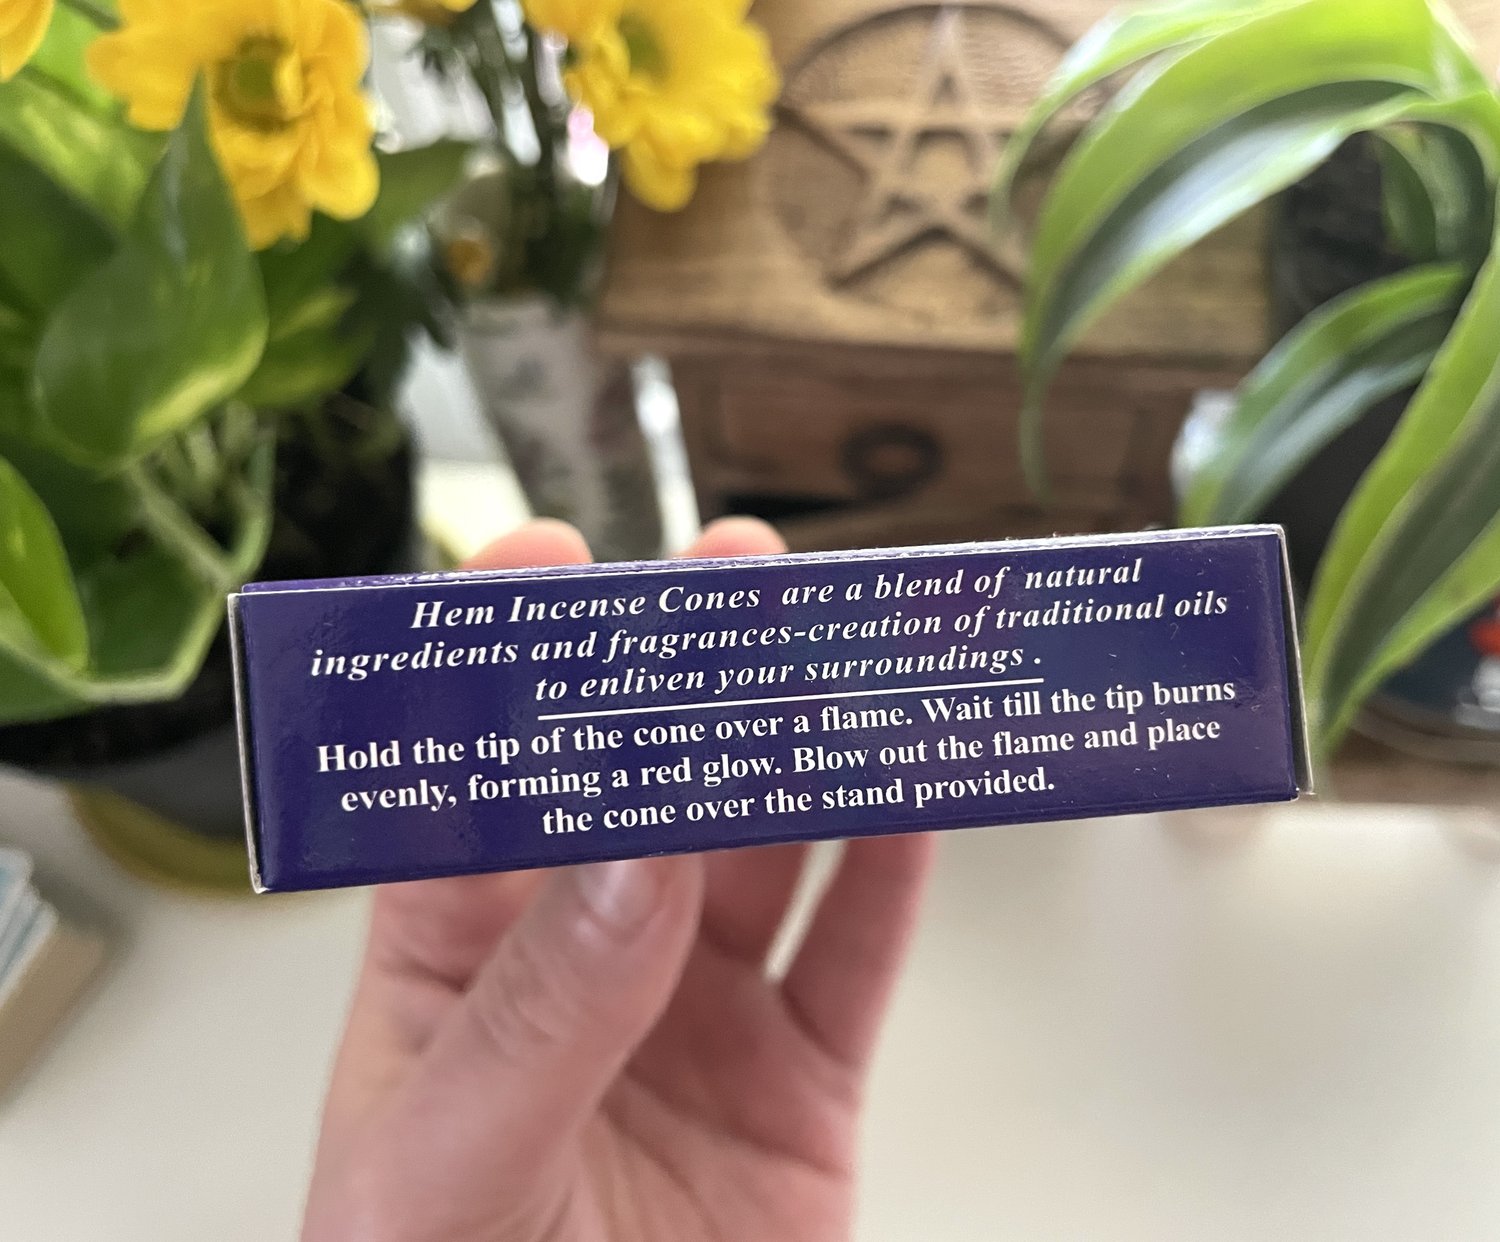 Hem Incense Cones are a blend of natural
ingredients and fragrances-creation of traditional oils
to enliven your surroundings .
Hold the tip of the cone over a flame. Wait till the tip burns
evenly, forming a red glow. Blow out the flame and place
the cone over the stand provided.